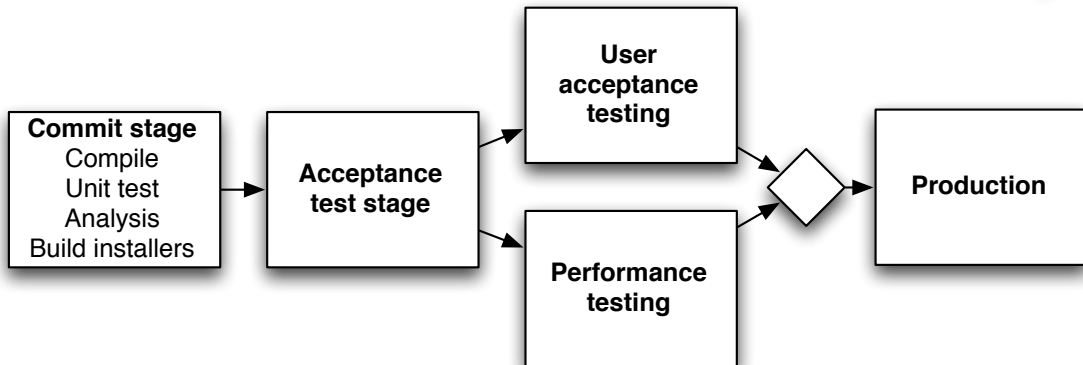 Commit stage
Compile
Unit test
Analysis
Build installers
Acceptance
test stage
User
acceptance
testing
Performance
testing
Production